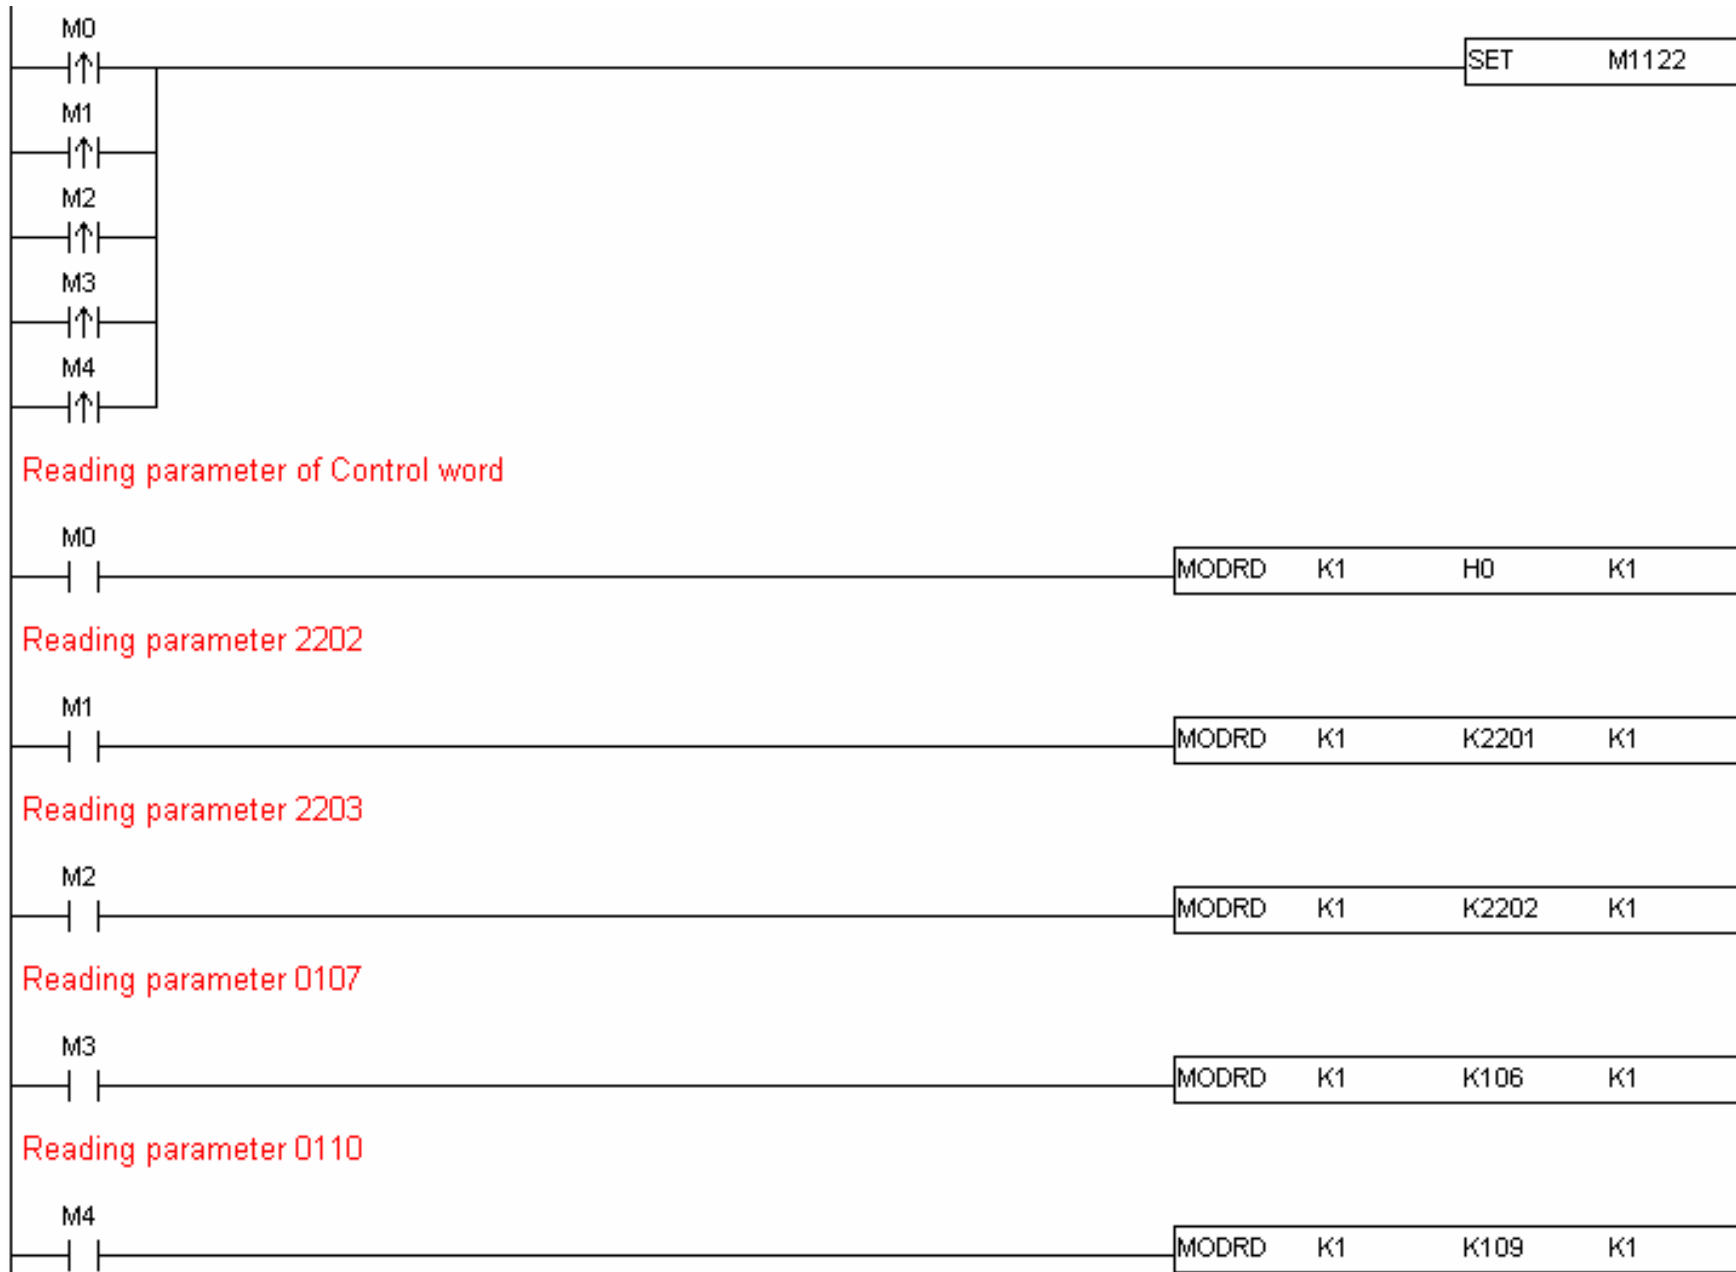 M0
SET M1122
M1
M2
M3
M4
Reading parameter of Control word
M0
MODRD K1 H0 K1
Reading parameter 2202
M1
MODRD K1 K2201 K1
Reading parameter 2203
M2
MODRD K1 K2202 K1
Reading parameter 0107
M3
MODRD K1 K106 K1
Reading parameter 0110
M4
MODRD K1 K109 K1